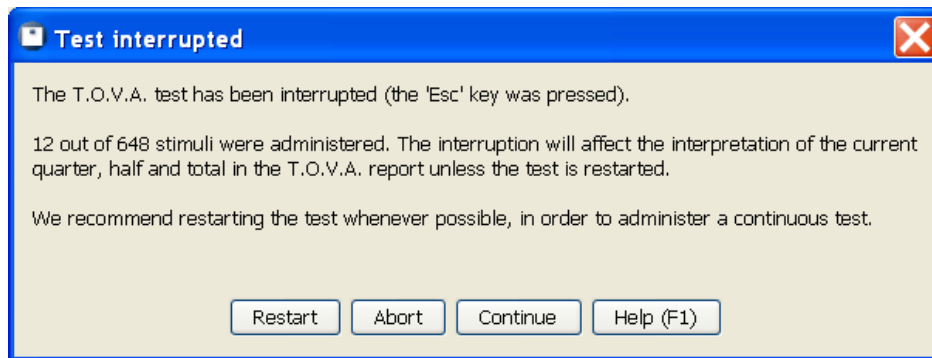 Test interrupted
The T.O.V.A. test has been interrupted (the 'Esc' key was pressed).
12 out of 648 stimuli were administered. The interruption will affect the interpretation of the current
quarter, half and total in the T.O.V.A. report unless the test is restarted.
We recommend restarting the test whenever possible, in order to administer a continuous test.
Restart Abort Continue Help (F1)